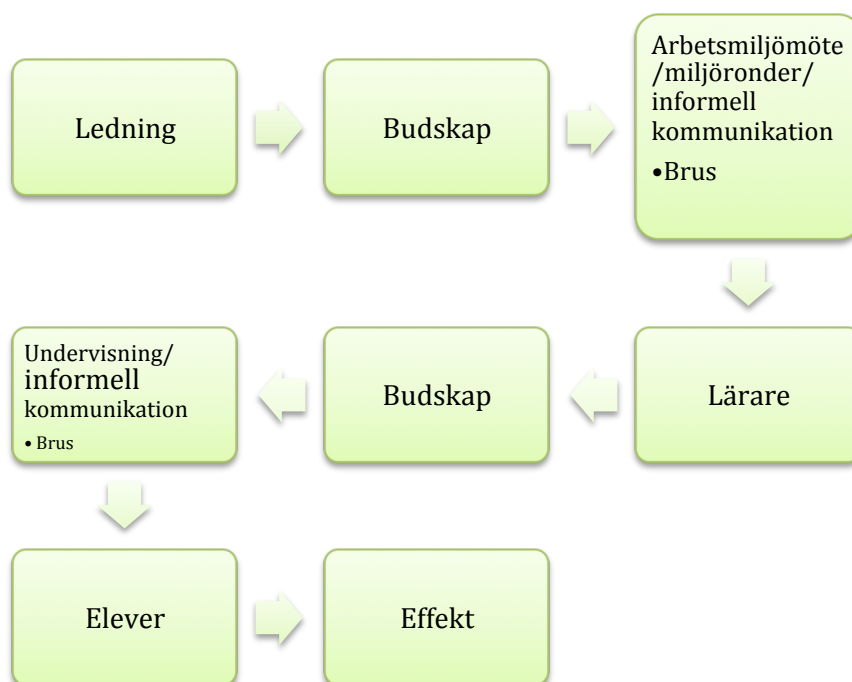 Ledning
Budskap
Arbetsmiljömöte
/miljöronder/
informell
kommunikation
•Brus
Lärare
Budskap
Undervisning/
informell
kommunikation
• Brus
Elever
Effekt